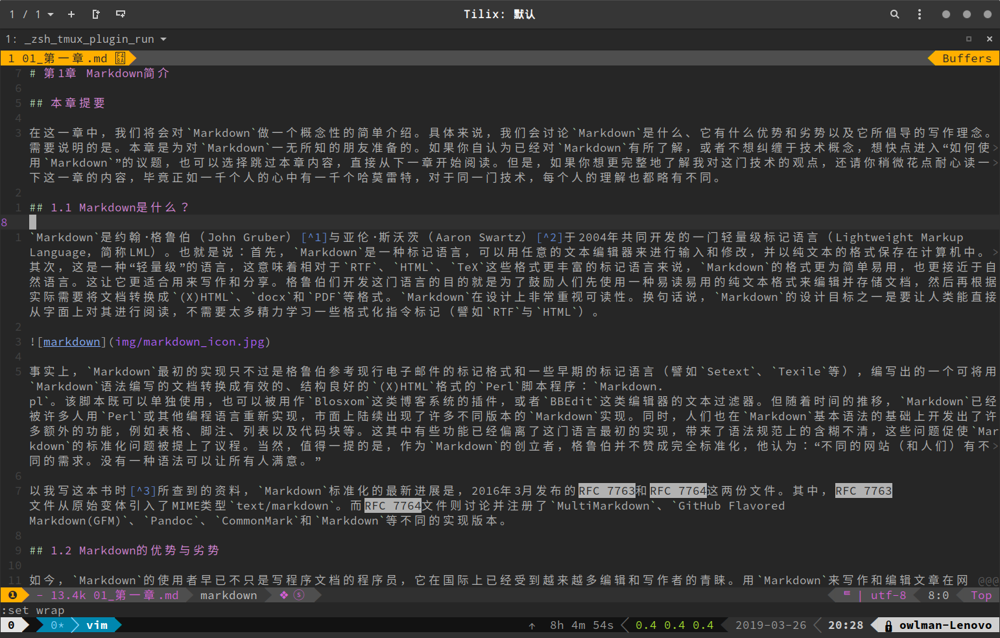 1 / 1
Tilix: 默认
1: _zsh_tmux_plugin_run
1 01_第一章.md
Buffers
7 # 第1章 Markdown简介
6
5 ## 本章提要
4
3 在这一章中，我们将会对`Markdown`做一个概念性的简单介绍。具体来说，我们会讨论`Markdown`是什么、它有什么优势和劣势以及它所倡导的写作理念。
需要说明的是。本章是为对`Markdown`一无所知的朋友准备的。如果你自认为已经对`Markdown`有所了解，或者不想纠缠于技术概念，想快点进入“如何使>
用`Markdown`”的议题，也可以选择跳过本章内容，直接从下一章开始阅读。但是，如果你想更完整地了解我对这门技术的观点，还请你稍微花点耐心读一>
下这一章的内容，毕竟正如一千个人的心中有一千个哈莫雷特，对于同一门技术，每个人的理解也都略有不同。
2
1 ## 1.1 Markdown是什么？
8
1 `Markdown`是约翰·格鲁伯（John Gruber）[^1]与亚伦·斯沃茨（Aaron Swartz）[^2]于2004年共同开发的一门轻量级标记语言（Lightweight Markup
Language，简称LML）。也就是说：首先，`Markdown`是一种标记语言，可以用任意的文本编辑器来进行输入和修改，并以纯文本的格式保存在计算机中。>
其次，这是一种“轻量级”的语言，这意味着相对于`RTF`、`HTML`、`TeX`这些格式更丰富的标记语言来说，`Markdown`的格式更为简单易用，也更接近于自
然语言。这让它更适合用来写作和分享。格鲁伯们开发这门语言的目的就是为了鼓励人们先使用一种易读易用的纯文本格式来编辑并存储文档，然后再根据
实际需要将文档转换成`(X)HTML`、`docx`和`PDF`等格式。`Markdown`在设计上非常重视可读性。换句话说，`Markdown`的设计目标之一是要让人类能直接
从字面上对其进行阅读，不需要太多精力学习一些格式化指令标记（譬如`RTF`与`HTML`）。
2
3 ![markdown](img/markdown_icon.jpg)
4
5 事实上，`Markdown`最初的实现只不过是格鲁伯参考现行电子邮件的标记格式和一些早期的标记语言（譬如`Setext`、`Texile`等），编写出的一个可将用
`Markdown`语法编写的文档转换成有效的、结构良好的`(X)HTML`格式的`Perl`脚本程序：`Markdown.
pl`。该脚本既可以单独使用，也可以被用作`Blosxom`这类博客系统的插件，或者`BBEdit`这类编辑器的文本过滤器。但随着时间的推移，`Markdown`已经
被许多人用`Perl`或其他编程语言重新实现，市面上陆续出现了许多不同版本的`Markdown`实现。同时，人们也在`Markdown`基本语法的基础上开发出了许
多额外的功能，例如表格、脚注、列表以及代码块等。这其中有些功能已经偏离了这门语言最初的实现，带来了语法规范上的含糊不清，这些问题促使`Mar
kdown`的标准化问题被提上了议程。当然，值得一提的是，作为`Markdown`的创立者，格鲁伯并不赞成完全标准化，他认为：“不同的网站（和人们）有不>
同的需求。没有一种语法可以让所有人满意。”
6
7 以我写这本书时[^3]所查到的资料，`Markdown`标准化的最新进展是，2016年3月发布的RFC 7763和RFC 7764这两份文件。其中，RFC 7763
文件从原始变体引入了MIME类型`text/markdown`。而RFC 7764文件则讨论并注册了`MultiMarkdown`、`GitHub Flavored
Markdown(GFM)`、`Pandoc`、`CommonMark`和`Markdown`等不同的实现版本。
8
9 ## 1.2 Markdown的优势与劣势
10
11 如今，`Markdown`的使用者早已不只是写程序文档的程序员，它在国际上已经受到越来越多编辑和写作者的青睐。用`Markdown`来写作和编辑文章在网 @@@
❶ - 13.4k 01_第一章.md markdown ❖ ⓢ | utf-8 8:0 Top
:set wrap
0 0* vim ↑ 8h 4m 54s 0.4 0.4 0.4 2019-03-26 20:28 owlman-Lenovo